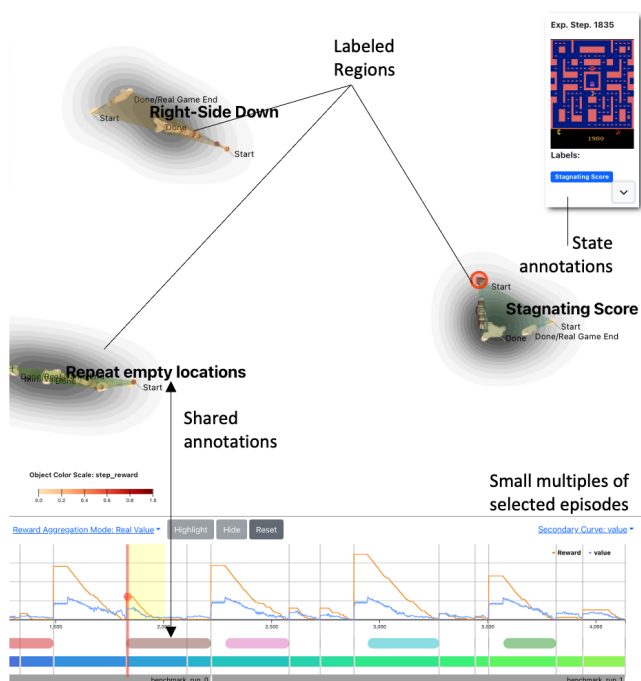 Exp. Step. 1835
1900
Labels:
Stagnating Score
State
annotations
Labeled
Regions
Done/Real Game End
Right-Side Down
Start
Done
Start
Start
Stagnating Score
Start
Done
Done/Real Game End
Repeat empty locations
Done
Start
Shared
annotations
Object Color Scale: step_reward
0.0 0.2 0.4 0.6 0.8 1.0
Small multiples of
selected episodes
Reward Aggregation Mode: Real Value
Highlight
Hide
Reset
Secondary Curve: value
Reward value
1,500 2,000 2,500 3,000 3,500 4,000
benchmark_run_0
benchmark_run_1